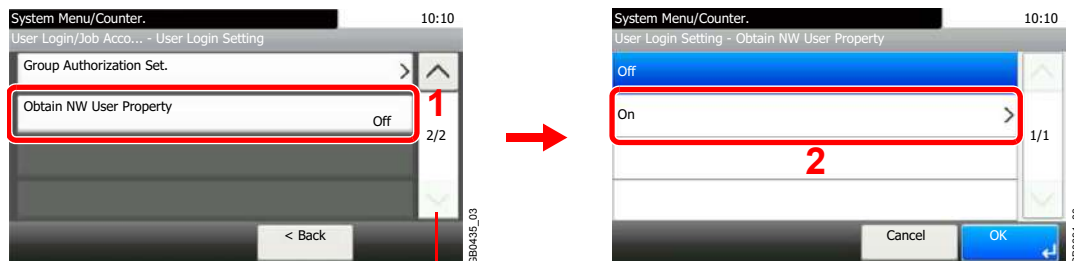 System Menu/Counter.
10:10
User Login/Job Acco... - User Login Setting
Group Authorization Set.
Obtain NW User Property
Off
1
2/2
< Back
GB0435_03
System Menu/Counter.
10:10
User Login Setting - Obtain NW User Property
Off
On
1/1
2
Cancel
OK